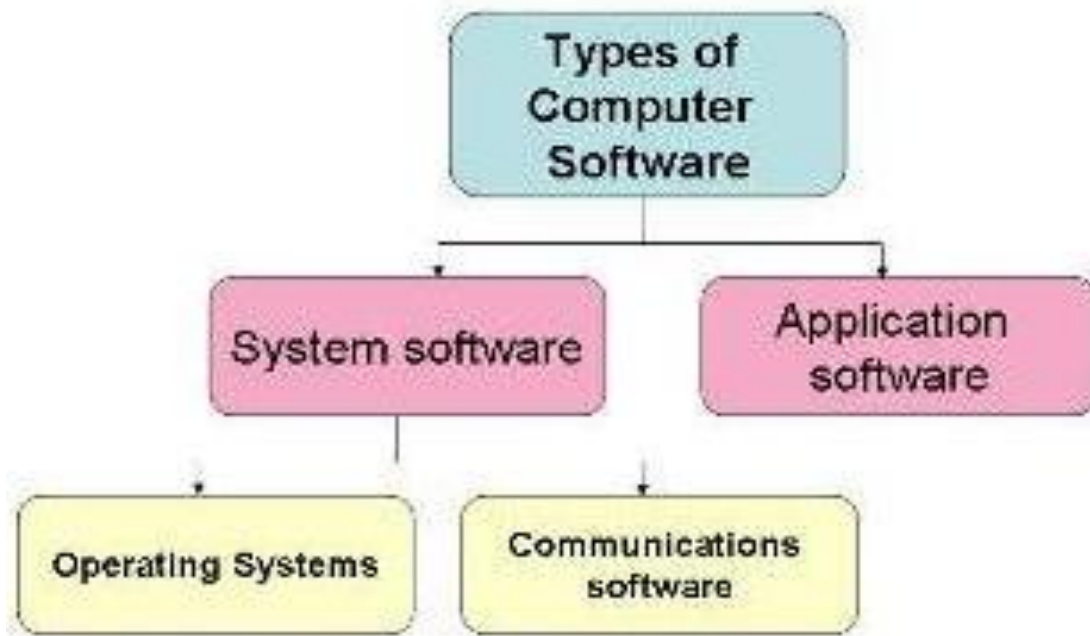 Types of
Computer
Software
System software
Application
software
Operating Systems
Communications
software